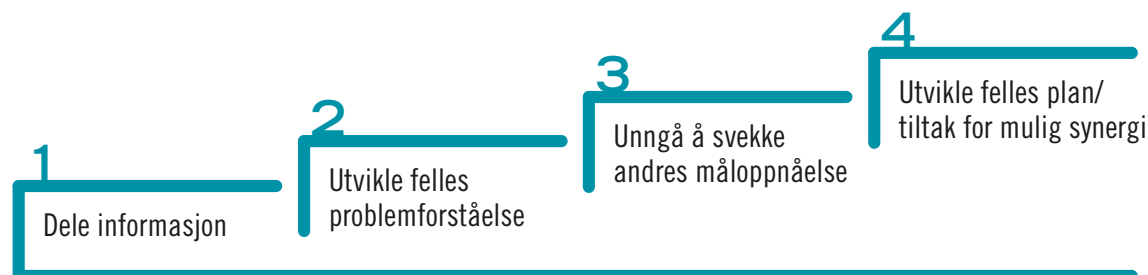 1
Dele informasjon
2
Utvikle felles
problemforståelse
3
Unngå å svekke
andres måloppnåelse
4
Utvikle felles plan/
tiltak for mulig synergi